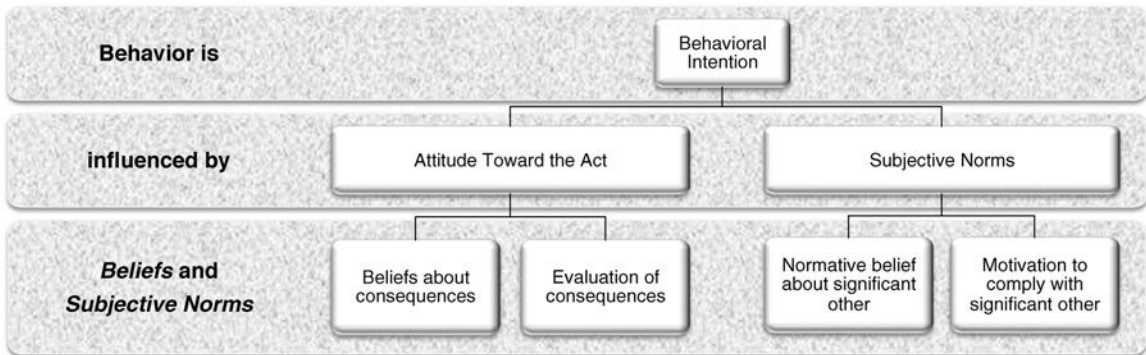 Behavior is
Behavioral
Intention
influenced by
Attitude Toward the Act
Subjective Norms
Beliefs and
Subjective Norms
Beliefs about
consequences
Evaluation of
consequences
Normative belief
about significant
other
Motivation to
comply with
significant other